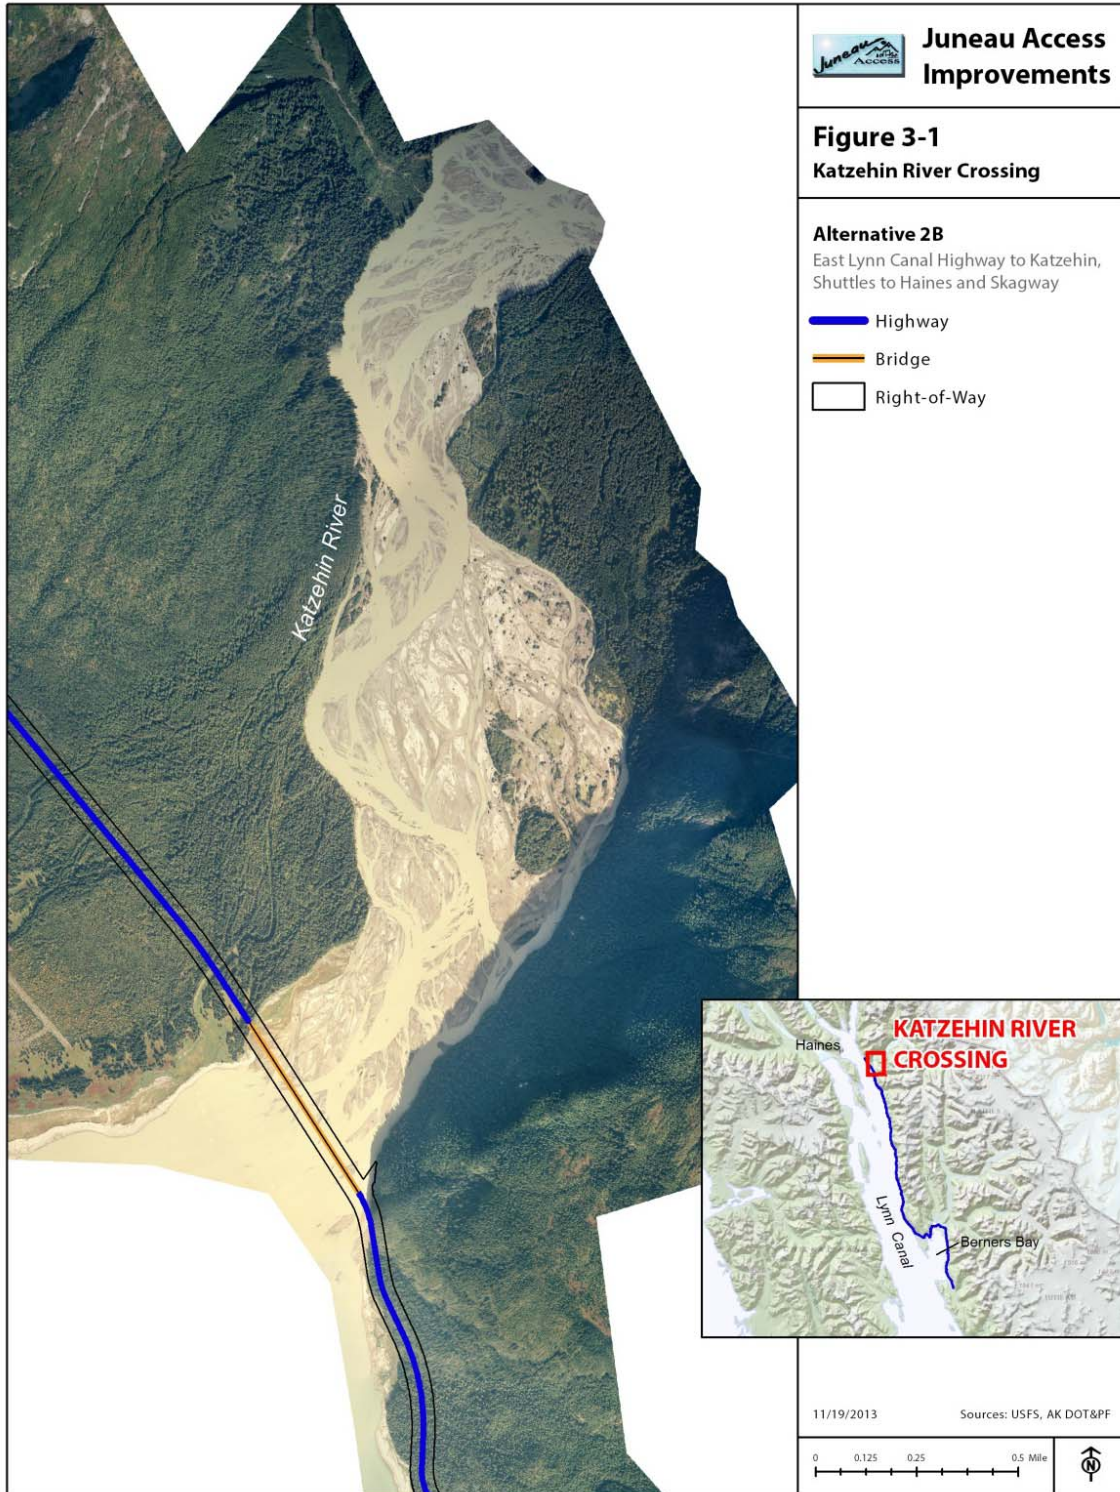 Juneau
Access
Juneau Access
Improvements
Figure 3-1
Katzehin River Crossing
Alternative 2B
East Lynn Canal Highway to Katzehin,
Shuttles to Haines and Skagway
Highway
Bridge
Right-of-Way
Katzehin River
KATZEHIN RIVER
CROSSING
Haines
Lynn Canal
Berners Bay
11/19/2013
Sources: USFS, AK DOT&PF
0 0.125 0.25 0.5 Mile
N